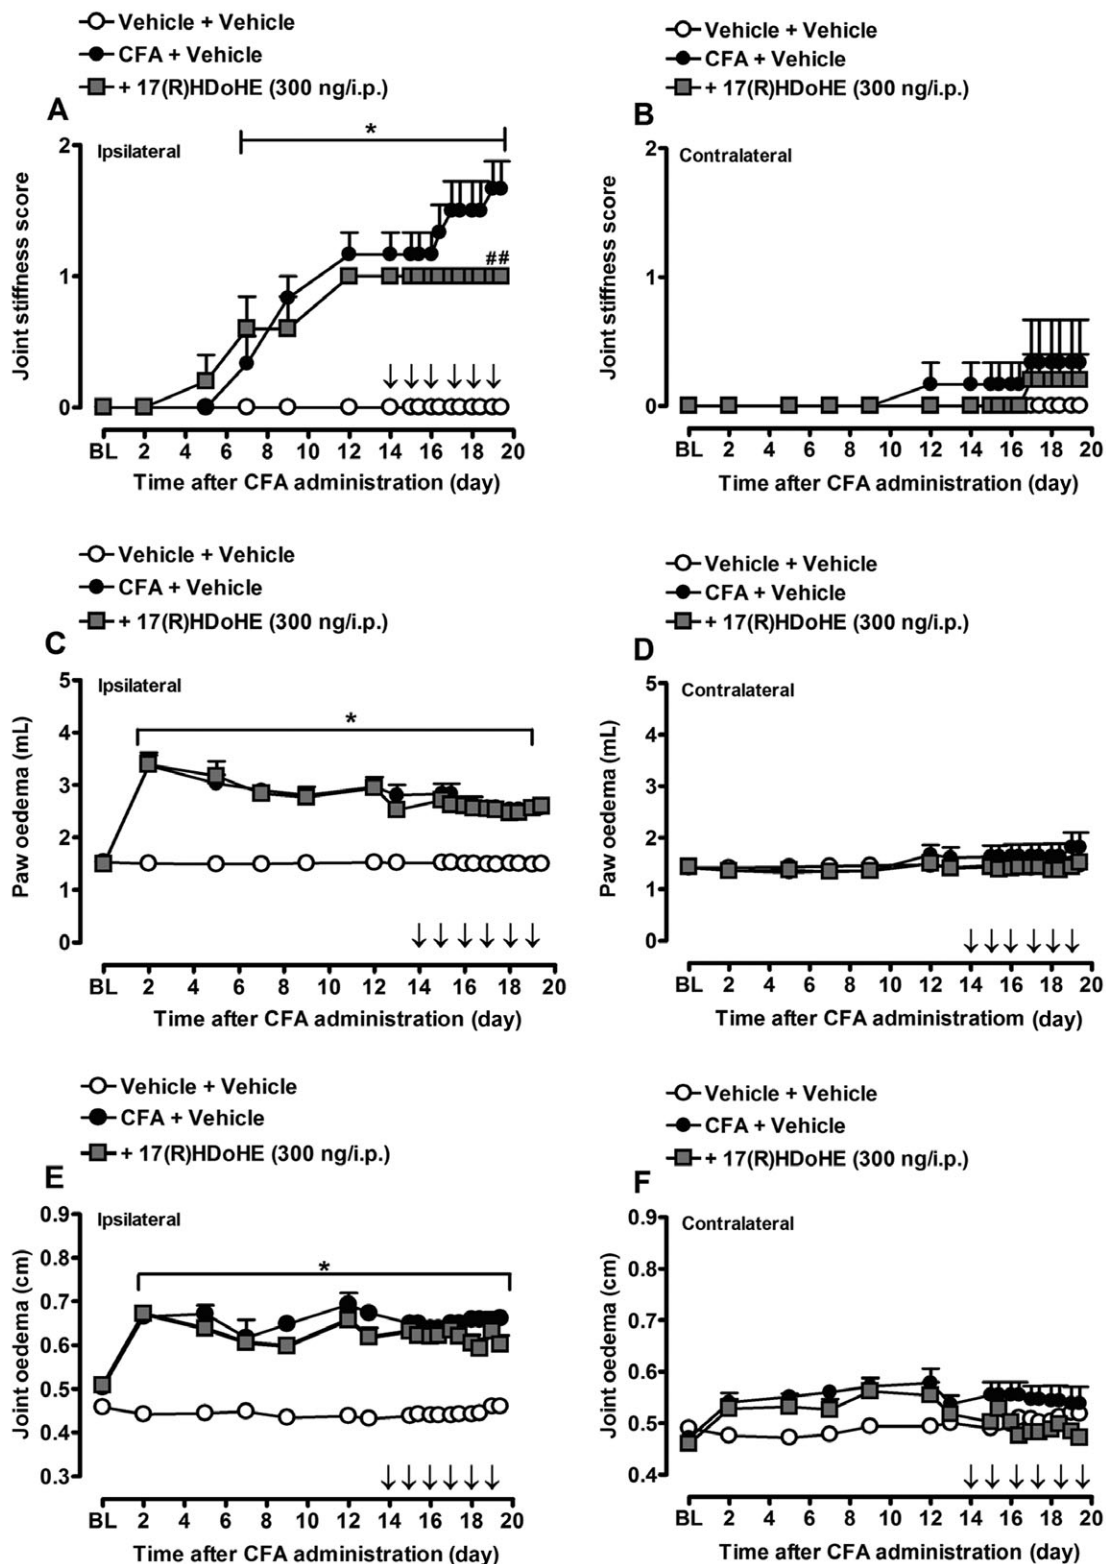 Vehicle + Vehicle
CFA + Vehicle
+ 17(R)HDoHE (300 ng/i.p.)
A
Ipsilateral
*
##
Joint stiffness score
2
1
0
BL 2 4 6 8 10 12 14 16 18 20
Time after CFA administration (day)
Vehicle + Vehicle
CFA + Vehicle
+ 17(R)HDoHE (300 ng/i.p.)
B
Contralateral
Joint stiffness score
2
1
0
BL 2 4 6 8 10 12 14 16 18 20
Time after CFA administration (day)
Vehicle + Vehicle
CFA + Vehicle
+ 17(R)HDoHE (300 ng/i.p.)
C
Ipsilateral
*
Paw oedema (mL)
5
4
3
2
1
0
BL 2 4 6 8 10 12 14 16 18 20
Time after CFA administration (day)
Vehicle + Vehicle
CFA + Vehicle
+ 17(R)HDoHE (300 ng/i.p.)
D
Contralateral
Paw oedema (mL)
5
4
3
2
1
0
BL 2 4 6 8 10 12 14 16 18 20
Time after CFA administratiom (day)
Vehicle + Vehicle
CFA + Vehicle
+ 17(R)HDoHE (300 ng/i.p.)
E
Ipsilateral
*
Joint oedema (cm)
0.9
0.8
0.7
0.6
0.5
0.4
0.3
BL 2 4 6 8 10 12 14 16 18 20
Time after CFA administration (day)
Vehicle + Vehicle
CFA + Vehicle
+ 17(R)HDoHE (300 ng/i.p.)
F
Contralateral
Joint oedema (cm)
0.9
0.8
0.7
0.6
0.5
0.4
BL 2 4 6 8 10 12 14 16 18 20
Time after CFA administration (day)